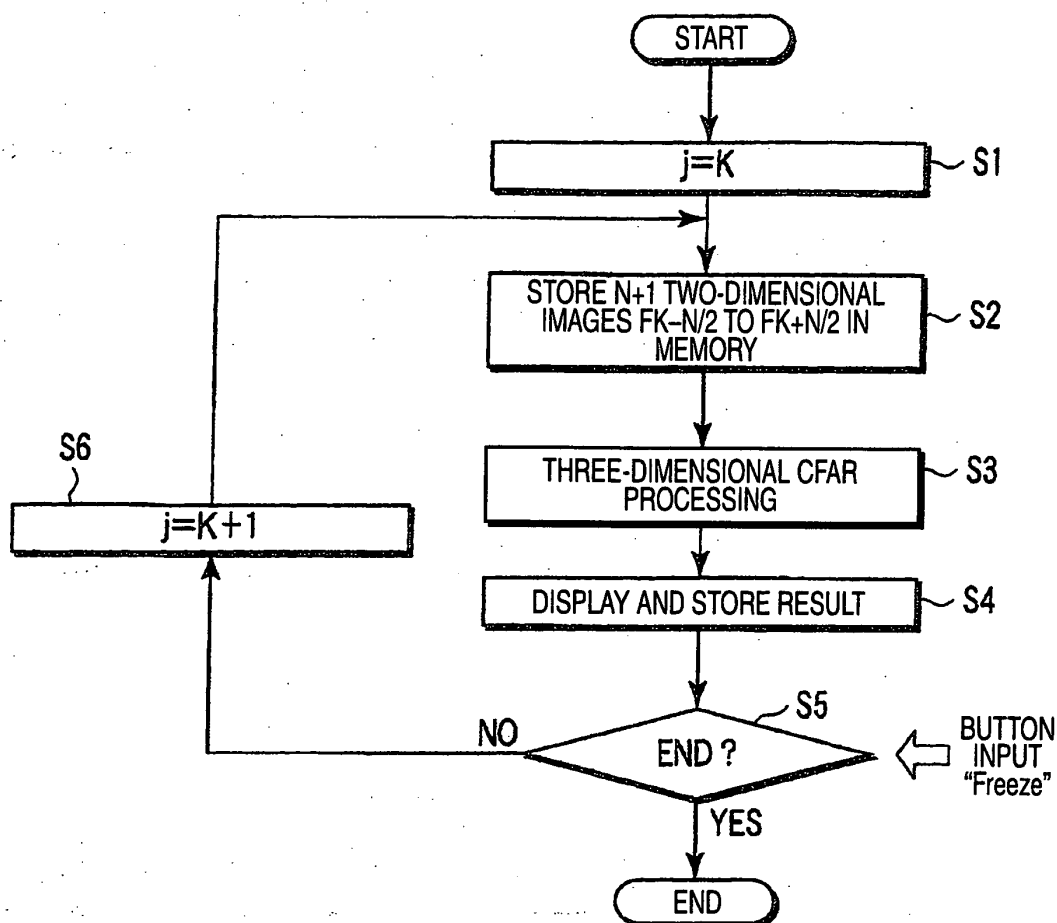 START
j=K
S1
STORE N+1 TWO-DIMENSIONAL
IMAGES FK−N/2 TO FK+N/2 IN
MEMORY
S2
THREE-DIMENSIONAL CFAR
PROCESSING
S3
S6
j=K+1
DISPLAY AND STORE RESULT
S4
S5
NO
END ?
BUTTON
INPUT
“Freeze”
YES
END